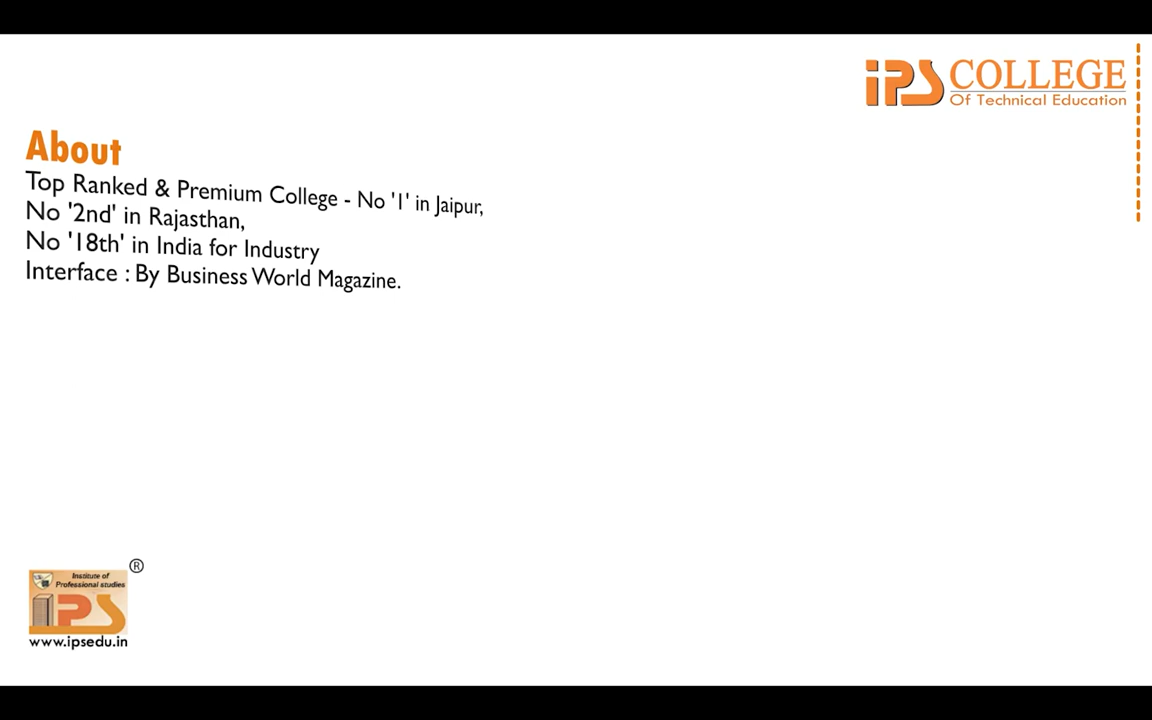 iPS COLLEGE
Of Technical Education
About
Top Ranked & Premium College - No '1' in Jaipur,
No '2nd' in Rajasthan,
No '18th' in India for Industry
Interface : By Business World Magazine.
®
Institute of
Professional studies
iPS
www.ipsedu.in